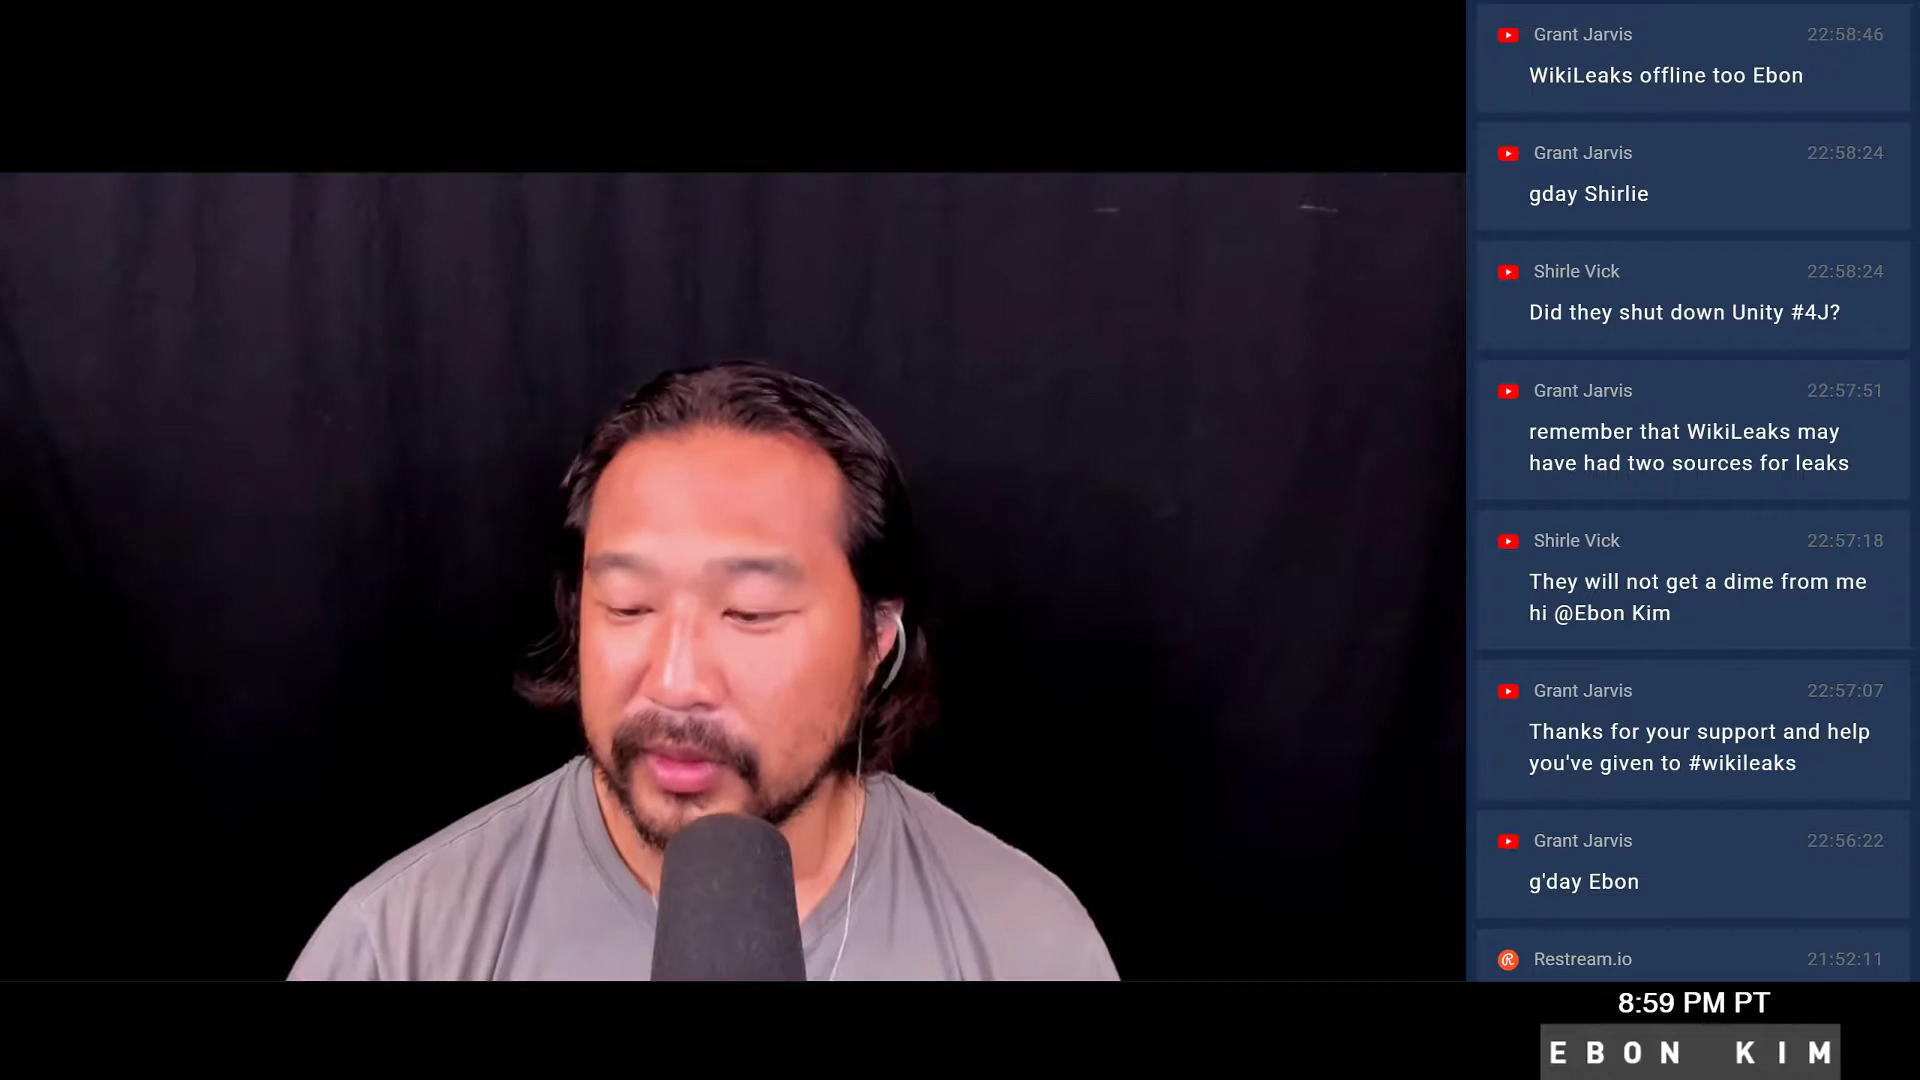 Grant Jarvis 22:58:46
WikiLeaks offline too Ebon
Grant Jarvis 22:58:24
gday Shirlie
Shirle Vick 22:58:24
Did they shut down Unity #4J?
Grant Jarvis 22:57:51
remember that WikiLeaks may
have had two sources for leaks
Shirle Vick 22:57:18
They will not get a dime from me
hi @Ebon Kim
Grant Jarvis 22:57:07
Thanks for your support and help
you've given to #wikileaks
Grant Jarvis 22:56:22
g'day Ebon
Restream.io 21:52:11
8:59 PM PT
EBON KIM